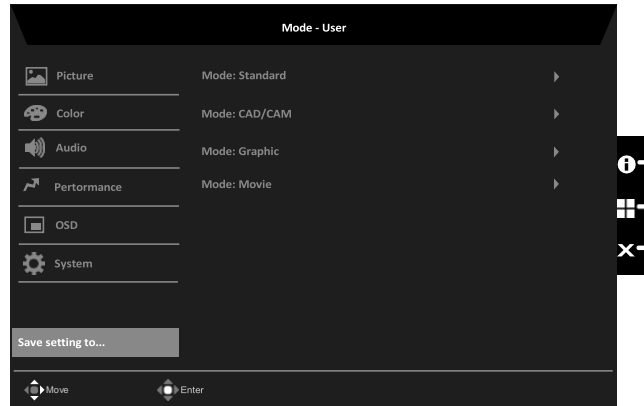 Mode - User
Picture
Mode: Standard
Color
Mode: CAD/CAM
Audio
Mode: Graphic
Pertormance
Mode: Movie
OSD
System
Save setting to...
Move
Enter